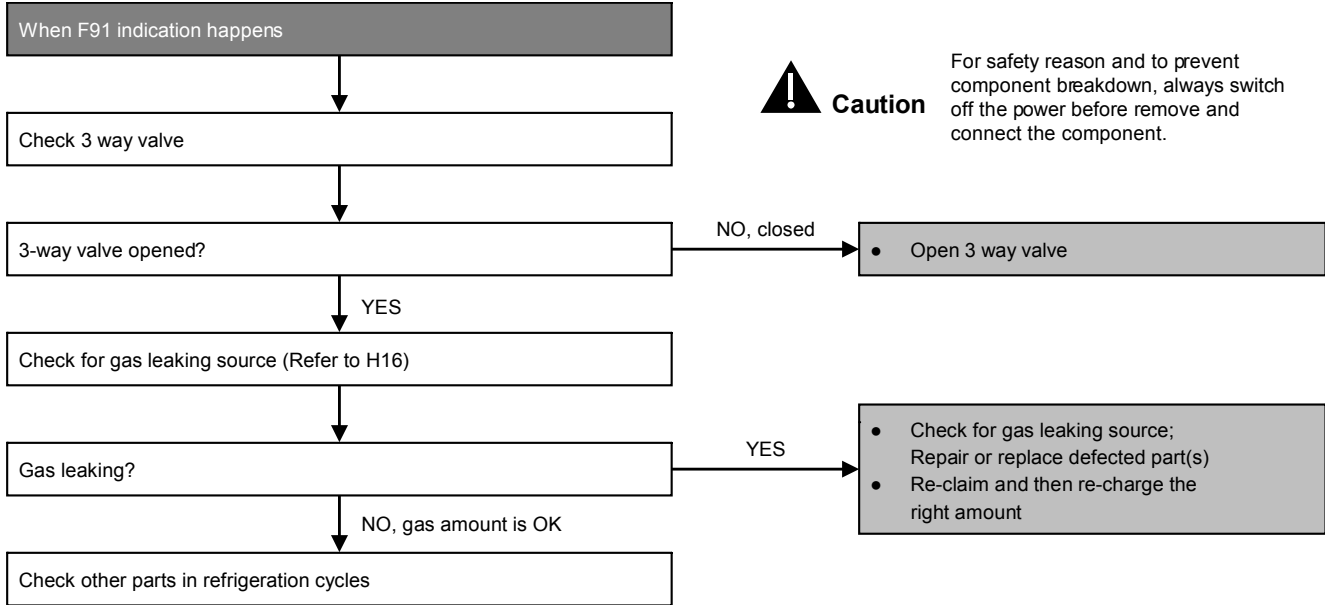 When F91 indication happens
Caution
For safety reason and to prevent
component breakdown, always switch
off the power before remove and
connect the component.
Check 3 way valve
3-way valve opened?
NO, closed
● Open 3 way valve
YES
Check for gas leaking source (Refer to H16)
Gas leaking?
YES
● Check for gas leaking source;
Repair or replace defected part(s)
● Re-claim and then re-charge the
right amount
NO, gas amount is OK
Check other parts in refrigeration cycles